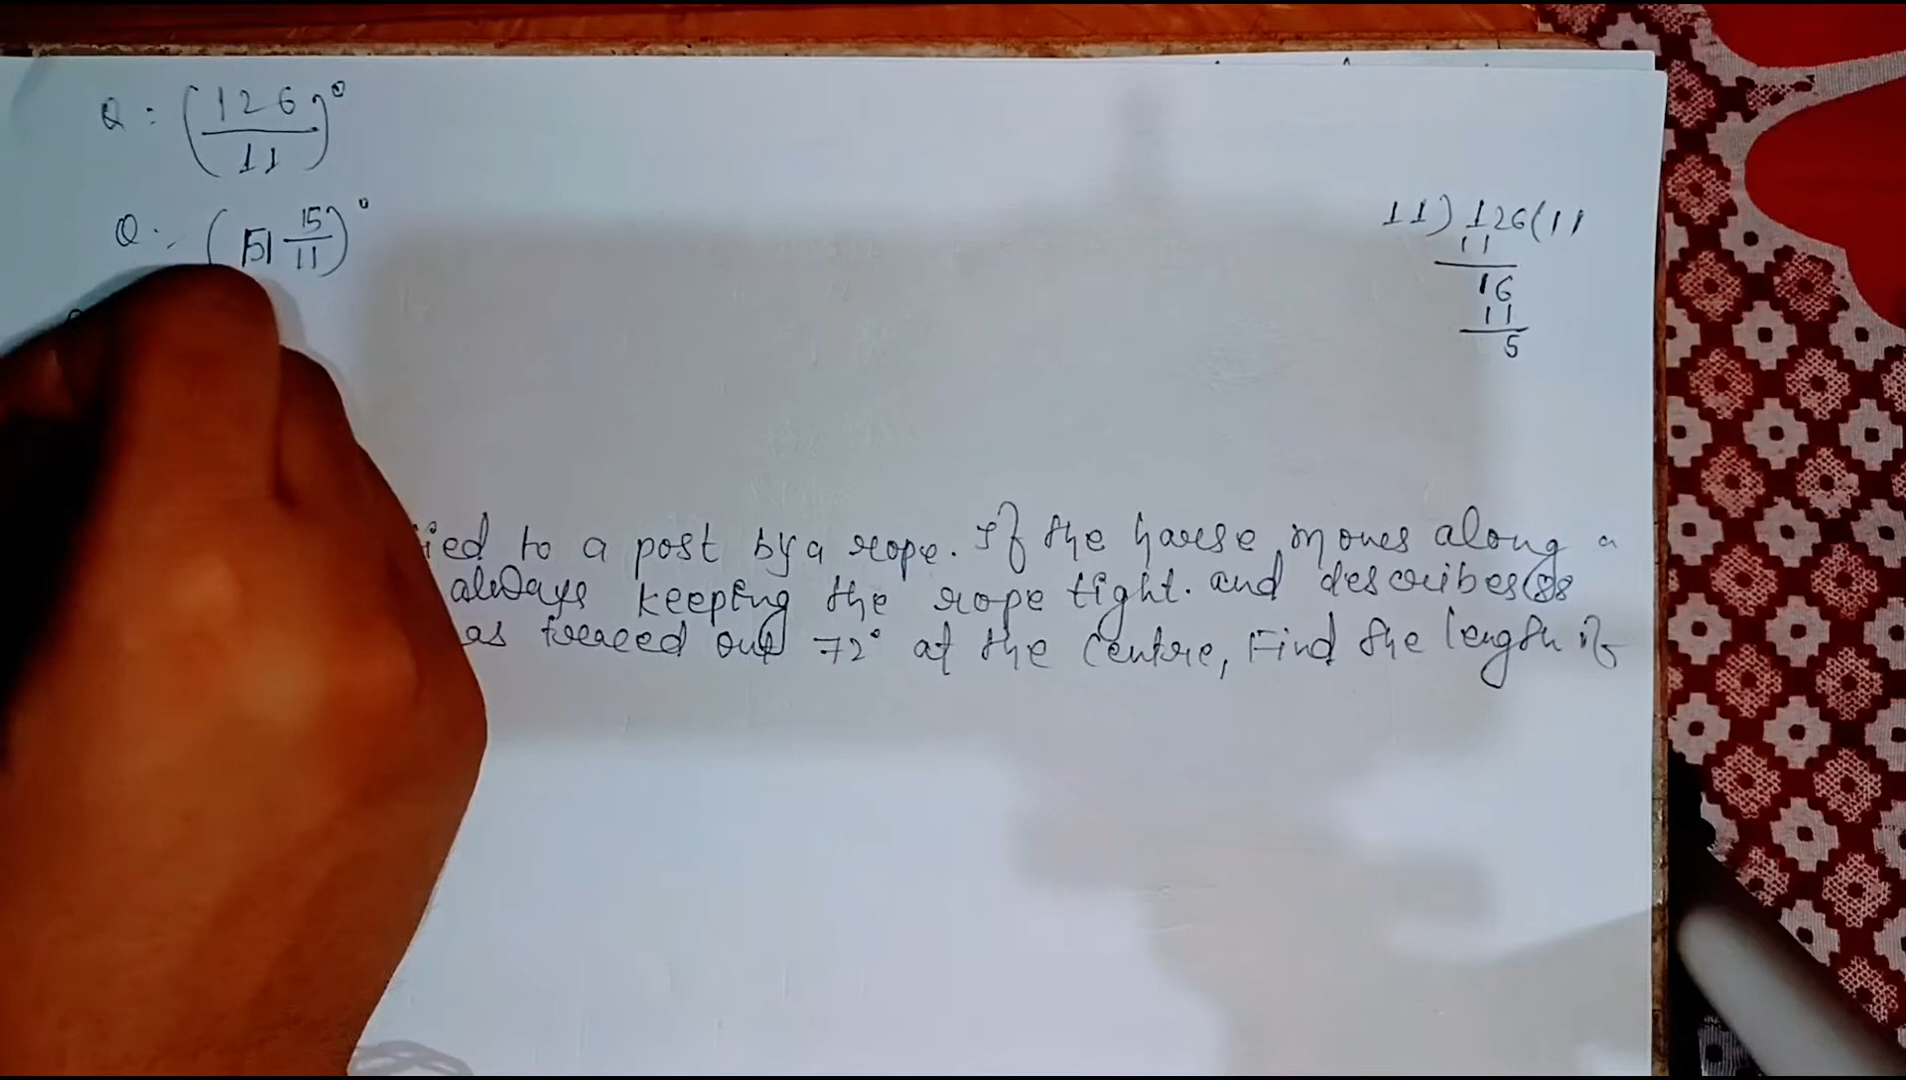 Q = (126/11)°
Q = (51 15/11)°
11) 126 (11
11
16
11
5
ied to a post by a rope. If the horse moves along a
always keeping the rope tight. and describes 88
as traced out 72° at the centre, Find the length of